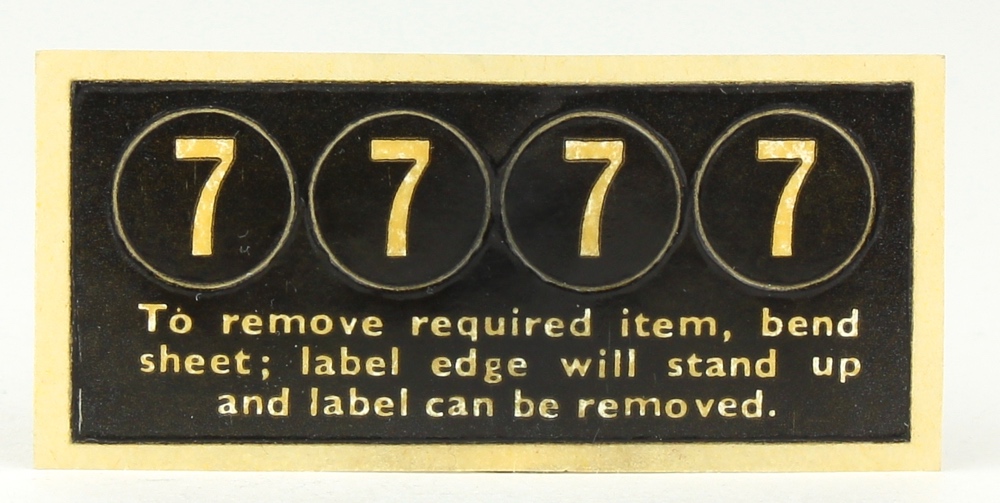 7 7 7 7
To remove required item, bend
sheet; label edge will stand up
and label can be removed.